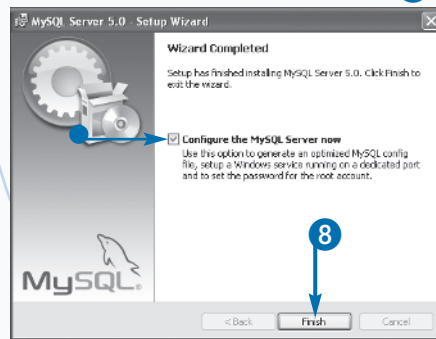 MySQL Server 5.0 - Setup Wizard
Wizard Completed
Setup has finished installing MySQL Server 5.0. Click Finish to
exit the wizard.
Configure the MySQL Server now
Use this option to generate an optimized MySQL config
file, setup a Windows service running on a dedicated port
and to set the password for the root account.
8
MySQL®
< Back Finish Cancel